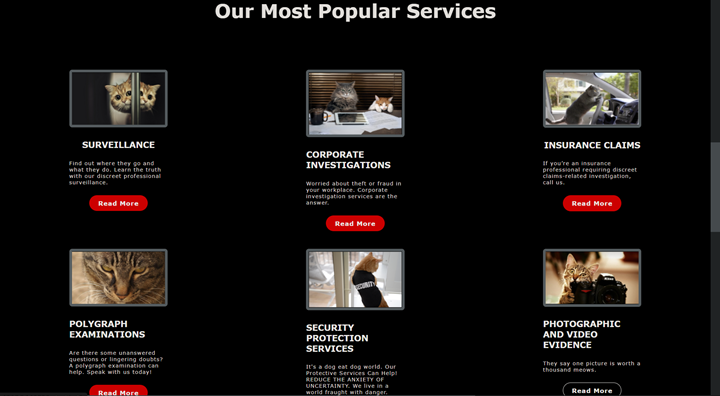 Our Most Popular Services
SURVEILLANCE
Find out where they go and
what they do. Learn the truth
with our discreet professional
surveillance.
Read More
CORPORATE
INVESTIGATIONS
Worried about theft or fraud in
your workplace. Corporate
investigation services are the
answer.
Read More
INSURANCE CLAIMS
If you're an insurance
professional requiring discreet
claims-related investigation,
call us.
Read More
POLYGRAPH
EXAMINATIONS
Are there some unanswered
questions or lingering doubts?
A polygraph examination can
help. Speak with us today!
Read More
SECURITY
SECURITY
PROTECTION
SERVICES
It's a dog eat dog world. Our
Protective Services Can Help!
REDUCE THE ANXIETY OF
UNCERTAINTY. We live in a
world fraught with danger.
Nikon
PHOTOGRAPHIC
AND VIDEO
EVIDENCE
They say one picture is worth a
thousand meows.
Read More